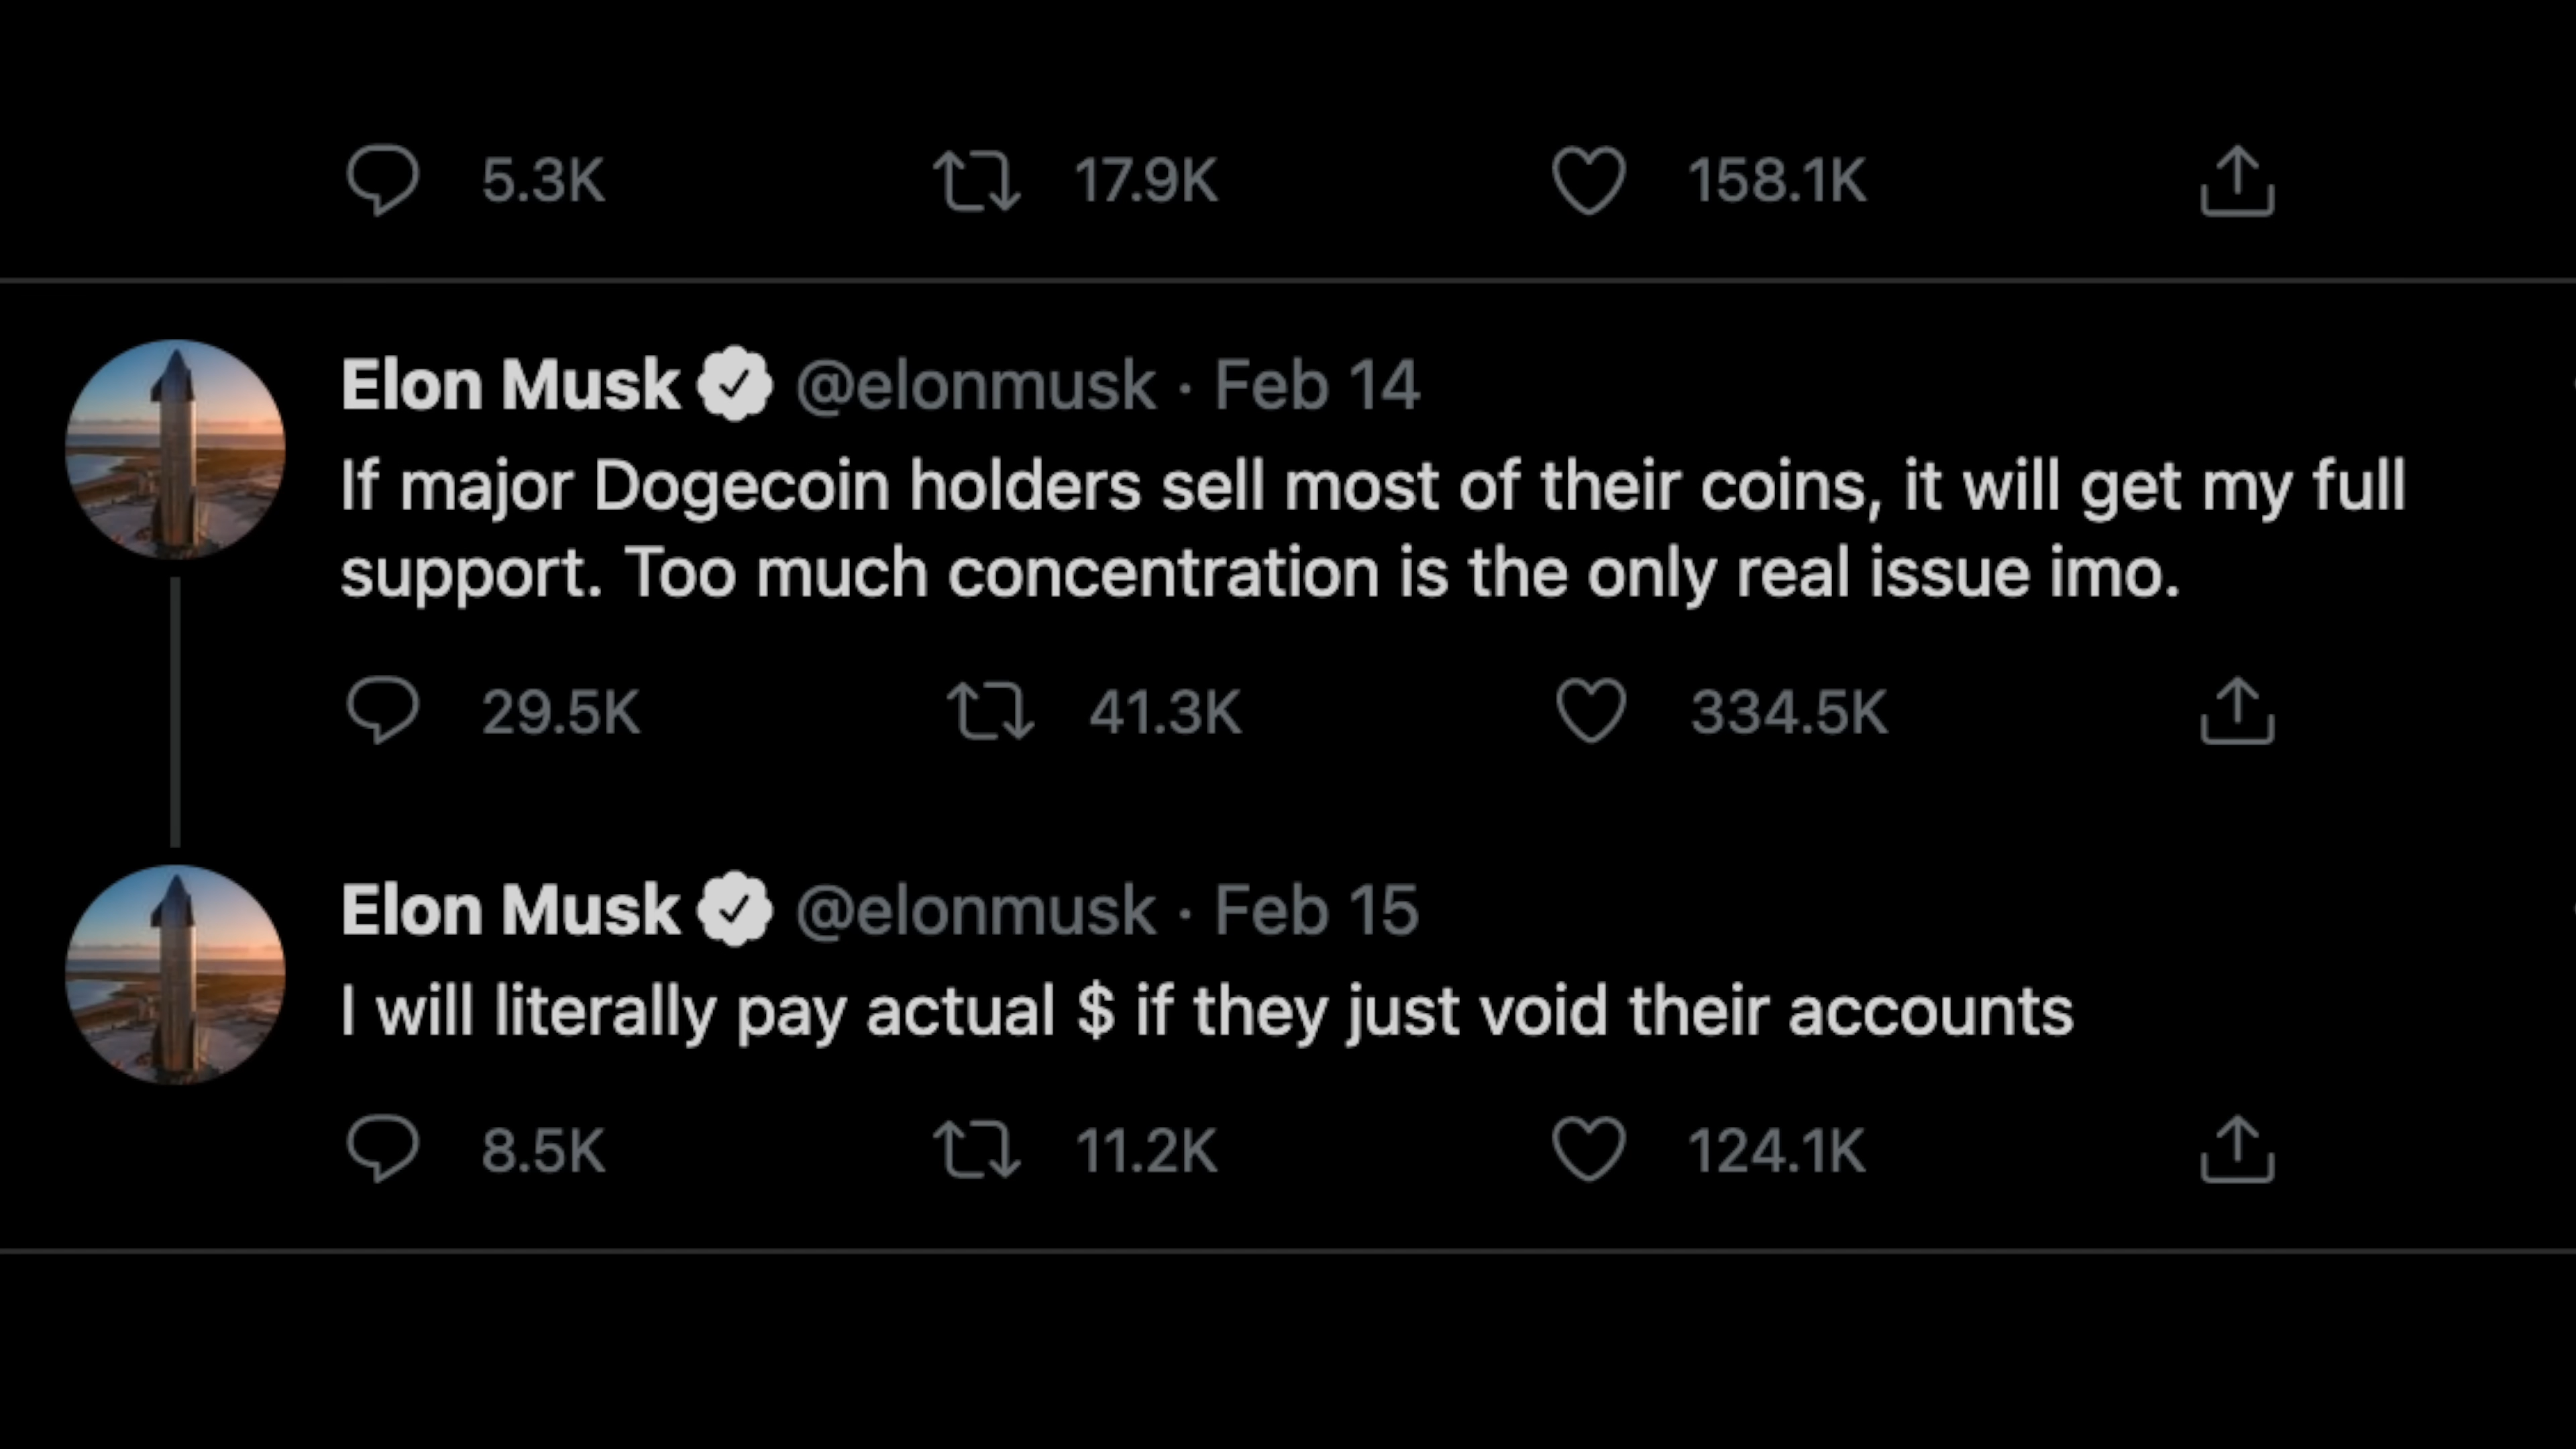 5.3K 17.9K 158.1K
Elon Musk @elonmusk · Feb 14
If major Dogecoin holders sell most of their coins, it will get my full
support. Too much concentration is the only real issue imo.
29.5K 41.3K 334.5K
Elon Musk @elonmusk · Feb 15
I will literally pay actual $ if they just void their accounts
8.5K 11.2K 124.1K